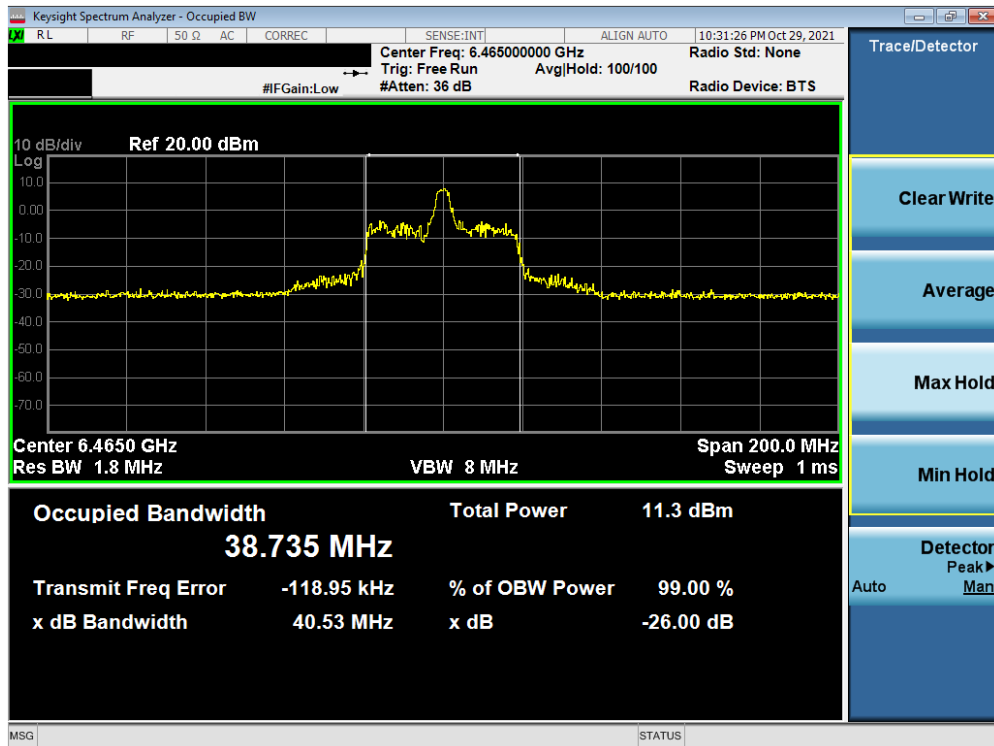 Keysight Spectrum Analyzer - Occupied BW
LXI RL RF 50 Ω AC CORREC SENSE:INT ALIGN AUTO 10:31:26 PM Oct 29, 2021
Center Freq: 6.465000000 GHz Radio Std: None
Trig: Free Run Avg|Hold: 100/100
#IFGain:Low #Atten: 36 dB Radio Device: BTS
10 dB/div Ref 20.00 dBm
Log
10.0
0.00
-10.0
-20.0
-30.0
-40.0
-50.0
-60.0
-70.0
Center 6.4650 GHz Span 200.0 MHz
Res BW 1.8 MHz VBW 8 MHz Sweep 1 ms
Occupied Bandwidth Total Power 11.3 dBm
38.735 MHz
Transmit Freq Error -118.95 kHz % of OBW Power 99.00 %
x dB Bandwidth 40.53 MHz x dB -26.00 dB
Trace/Detector
Clear Write
Average
Max Hold
Min Hold
Detector
Peak▶
Auto Man
MSG STATUS